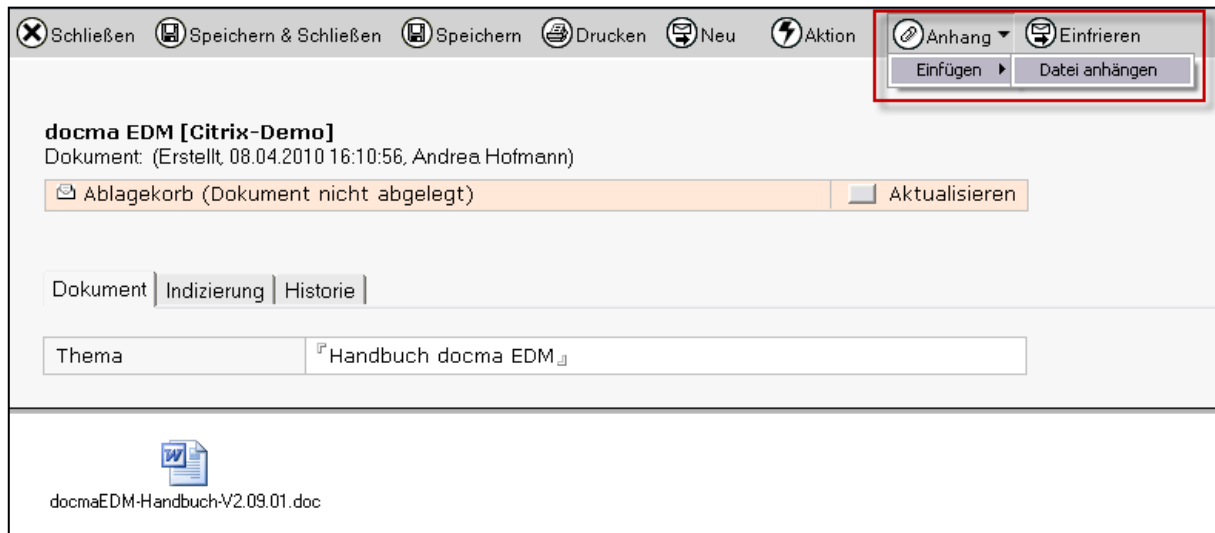 Schließen Speichern & Schließen Speichern Drucken Neu Aktion Anhang Einfrieren
Einfügen Datei anhängen
docma EDM [Citrix-Demo]
Dokument: (Erstellt, 08.04.2010 16:10:56, Andrea Hofmann)
Ablagekorb (Dokument nicht abgelegt) Aktualisieren
Dokument Indizierung Historie
Thema Handbuch docma EDM
docmaEDM-Handbuch-V2.09.01.doc